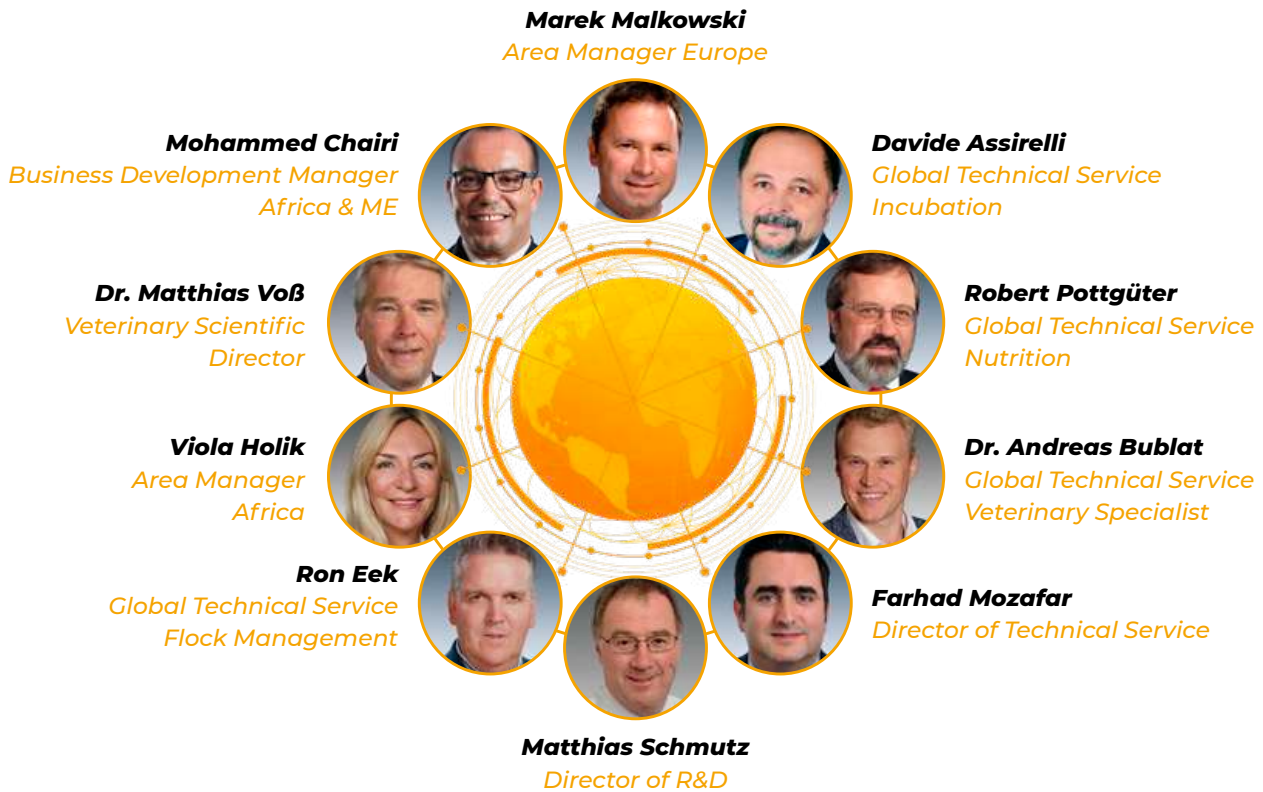 Marek Malkowski
Area Manager Europe
Mohammed Chairi
Business Development Manager
Africa & ME
Davide Assirelli
Global Technical Service
Incubation
Dr. Matthias Voß
Veterinary Scientific
Director
Robert Pottgüter
Global Technical Service
Nutrition
Viola Holik
Area Manager
Africa
Dr. Andreas Bublat
Global Technical Service
Veterinary Specialist
Ron Eek
Global Technical Service
Flock Management
Farhad Mozafar
Director of Technical Service
Matthias Schmutz
Director of R&D